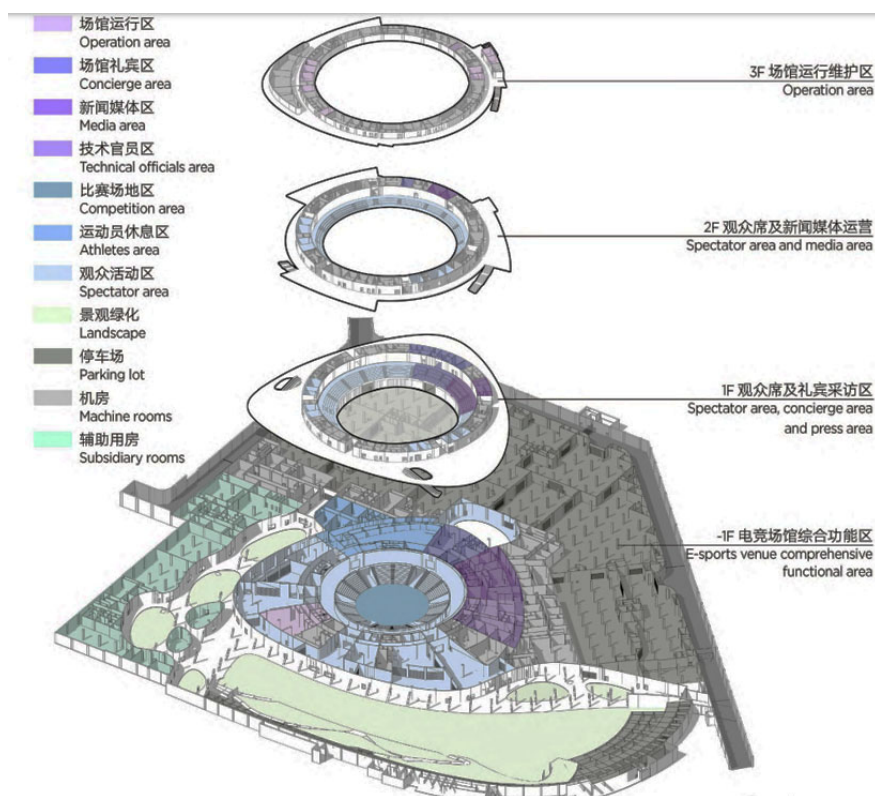 场馆运行区
Operation area
场馆礼宾区
Concierge area
新闻媒体区
Media area
技术官员区
Technical officials area
比赛场地区
Competition area
运动员休息区
Athletes area
观众活动区
Spectator area
景观绿化
Landscape
停车场
Parking lot
机房
Machine rooms
辅助用房
Subsidiary rooms
3F 场馆运行维护区
Operation area
2F 观众席及新闻媒体运营
Spectator area and media area
1F 观众席及礼宾采访区
Spectator area, concierge area
and press area
-1F 电竞场馆综合功能区
E-sports venue comprehensive
functional area